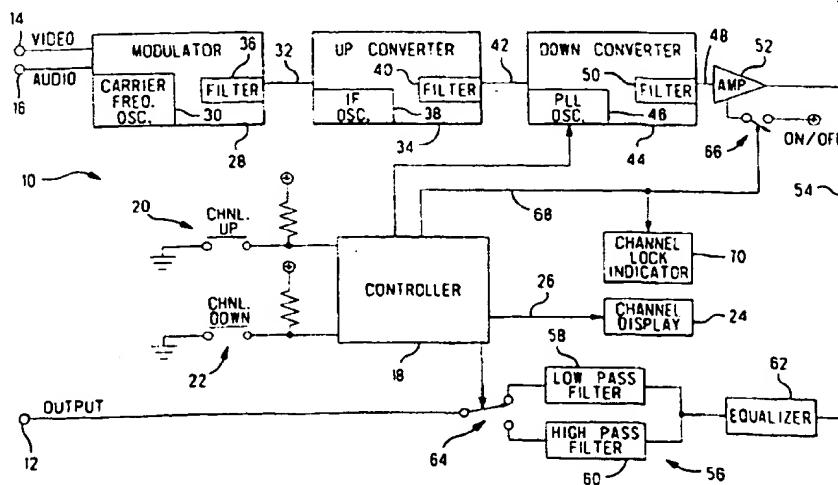 14
VIDEO
AUDIO
16
MODULATOR
36
FILTER
CARRIER
FREQ.
OSC.
30
28
32
UP CONVERTER
40
FILTER
IF
OSC.
38
34
42
DOWN CONVERTER
50
FILTER
PLL
OSC.
46
44
48
52
AMP
66
ON/OFF
54
10
20
CHNL.
UP
CHNL.
DOWN
22
CONTROLLER
18
68
CHANNEL
LOCK
INDICATOR
70
26
CHANNEL
DISPLAY
24
OUTPUT
12
64
58
LOW PASS
FILTER
HIGH PASS
FILTER
60
56
62
EQUALIZER